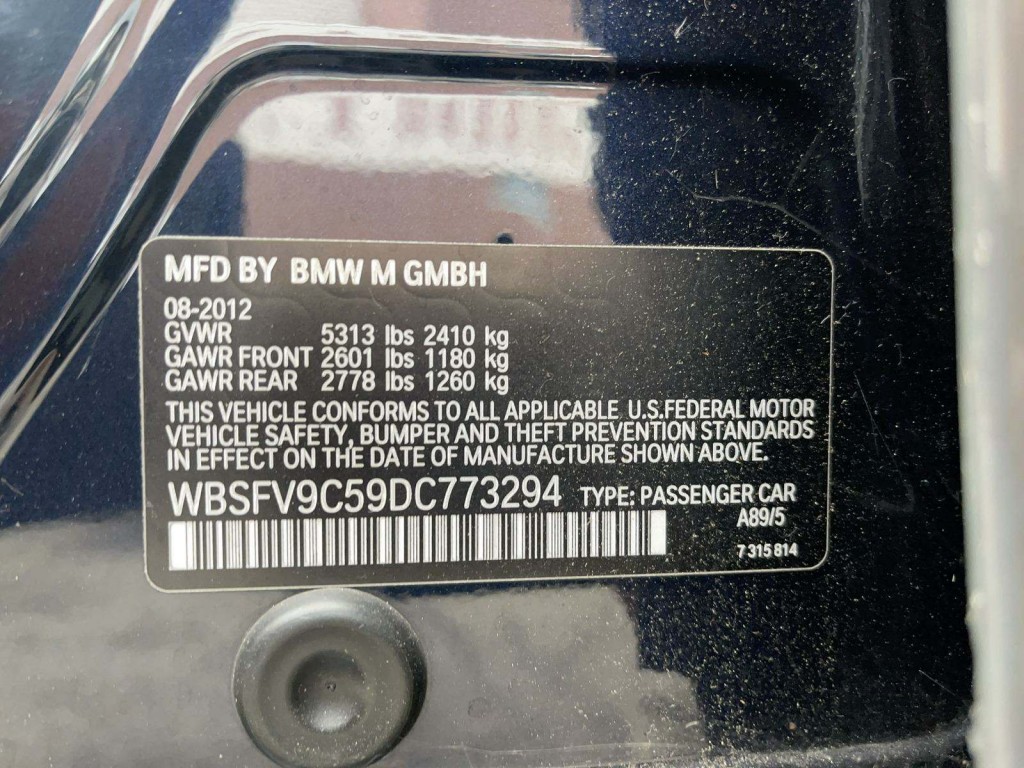 MFD BY BMW M GMBH
08-2012
GVWR 5313 lbs 2410 kg
GAWR FRONT 2601 lbs 1180 kg
GAWR REAR 2778 lbs 1260 kg
THIS VEHICLE CONFORMS TO ALL APPLICABLE U.S.FEDERAL MOTOR
VEHICLE SAFETY, BUMPER AND THEFT PREVENTION STANDARDS
IN EFFECT ON THE DATE OF MANUFACTURE SHOWN ABOVE.
WBSFV9C59DC773294 TYPE: PASSENGER CAR
A89/5
7 315 814